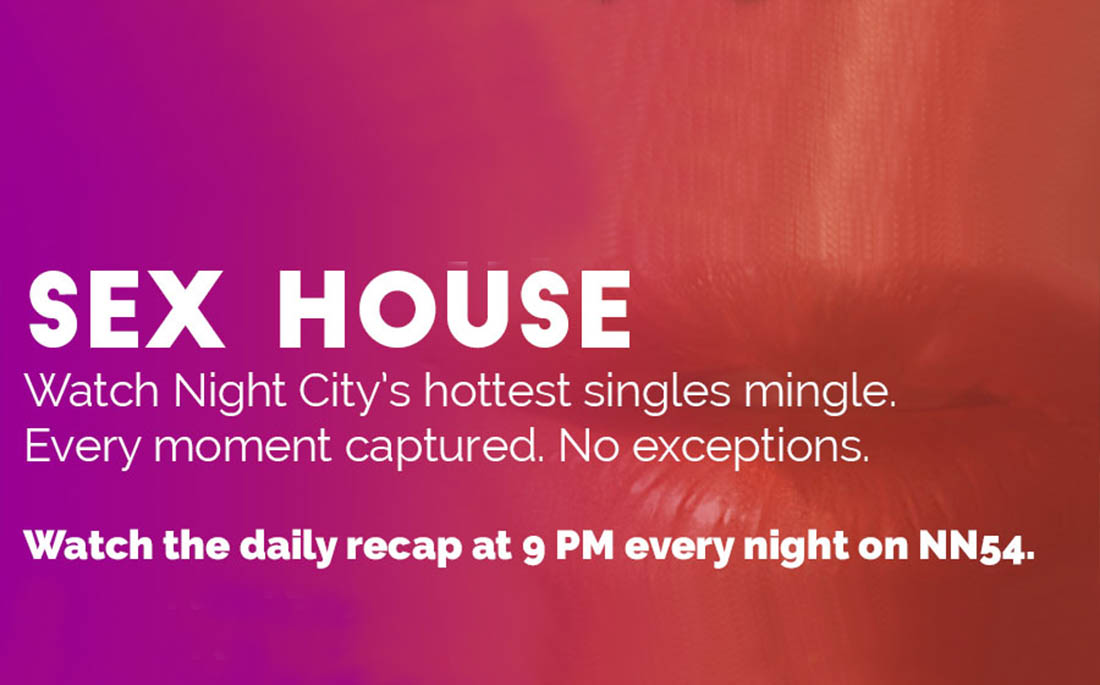 SEX HOUSE
Watch Night City’s hottest singles mingle.
Every moment captured. No exceptions.
Watch the daily recap at 9 PM every night on NN54.